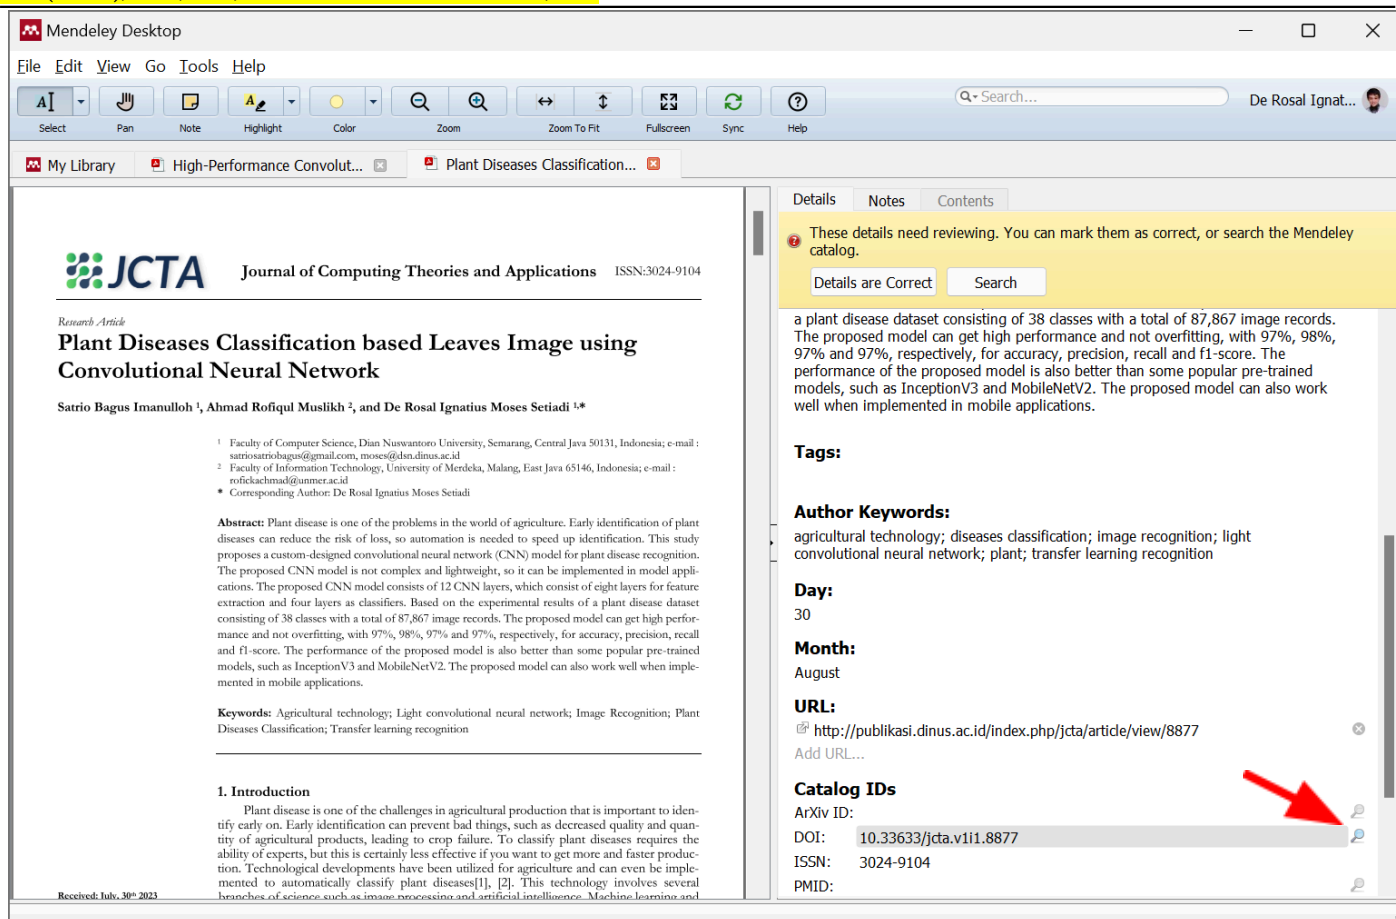 Mendeley Desktop
File Edit View Go Tools Help
Search...
De Rosal Ignat...
Select Pan Note Highlight Color Zoom Zoom To Fit Fullscreen Sync Help
My Library High-Performance Convolut... Plant Diseases Classification...
JCTA Journal of Computing Theories and Applications ISSN:3024-9104
Research Article
Plant Diseases Classification based Leaves Image using
Convolutional Neural Network
Satrio Bagus Imanulloh 1, Ahmad Rofiqul Muslikh 2, and De Rosal Ignatius Moses Setiadi 1,*
1 Faculty of Computer Science, Dian Nuswantoro University, Semarang, Central Java 50131, Indonesia; e-mail :
satriosatriobagus@gmail.com, moses@dsn.dinus.ac.id
2 Faculty of Information Technology, University of Merdeka, Malang, East Java 65146, Indonesia; e-mail :
rofickachmad@unmer.ac.id
* Corresponding Author: De Rosal Ignatius Moses Setiadi
Abstract: Plant disease is one of the problems in the world of agriculture. Early identification of plant
diseases can reduce the risk of loss, so automation is needed to speed up identification. This study
proposes a custom-designed convolutional neural network (CNN) model for plant disease recognition.
The proposed CNN model is not complex and lightweight, so it can be implemented in model appli-
cations. The proposed CNN model consists of 12 CNN layers, which consist of eight layers for feature
extraction and four layers as classifiers. Based on the experimental results of a plant disease dataset
consisting of 38 classes with a total of 87,867 image records. The proposed model can get high perfor-
mance and not overfitting, with 97%, 98%, 97% and 97%, respectively, for accuracy, precision, recall
and f1-score. The performance of the proposed model is also better than some popular pre-trained
models, such as InceptionV3 and MobileNetV2. The proposed model can also work well when imple-
mented in mobile applications.
Keywords: Agricultural technology; Light convolutional neural network; Image Recognition; Plant
Diseases Classification; Transfer learning recognition
1. Introduction
Plant disease is one of the challenges in agricultural production that is important to iden-
tify early on. Early identification can prevent bad things, such as decreased quality and quan-
tity of agricultural products, leading to crop failure. To classify plant diseases requires the
ability of experts, but this is certainly less effective if you want to get more and faster produc-
tion. Technological developments have been utilized for agriculture and can even be imple-
mented to automatically classify plant diseases[1], [2]. This technology involves several
branches of science such as image processing and artificial intelligence. Machine learning and
Received: July, 30th 2023
Details Notes Contents
These details need reviewing. You can mark them as correct, or search the Mendeley
catalog.
Details are Correct Search
a plant disease dataset consisting of 38 classes with a total of 87,867 image records.
The proposed model can get high performance and not overfitting, with 97%, 98%,
97% and 97%, respectively, for accuracy, precision, recall and f1-score. The
performance of the proposed model is also better than some popular pre-trained
models, such as InceptionV3 and MobileNetV2. The proposed model can also work
well when implemented in mobile applications.
Tags:
Author Keywords:
agricultural technology; diseases classification; image recognition; light
convolutional neural network; plant; transfer learning recognition
Day:
30
Month:
August
URL:
http://publikasi.dinus.ac.id/index.php/jcta/article/view/8877
Add URL...
Catalog IDs
ArXiv ID:
DOI: 10.33633/jcta.v1i1.8877
ISSN: 3024-9104
PMID: